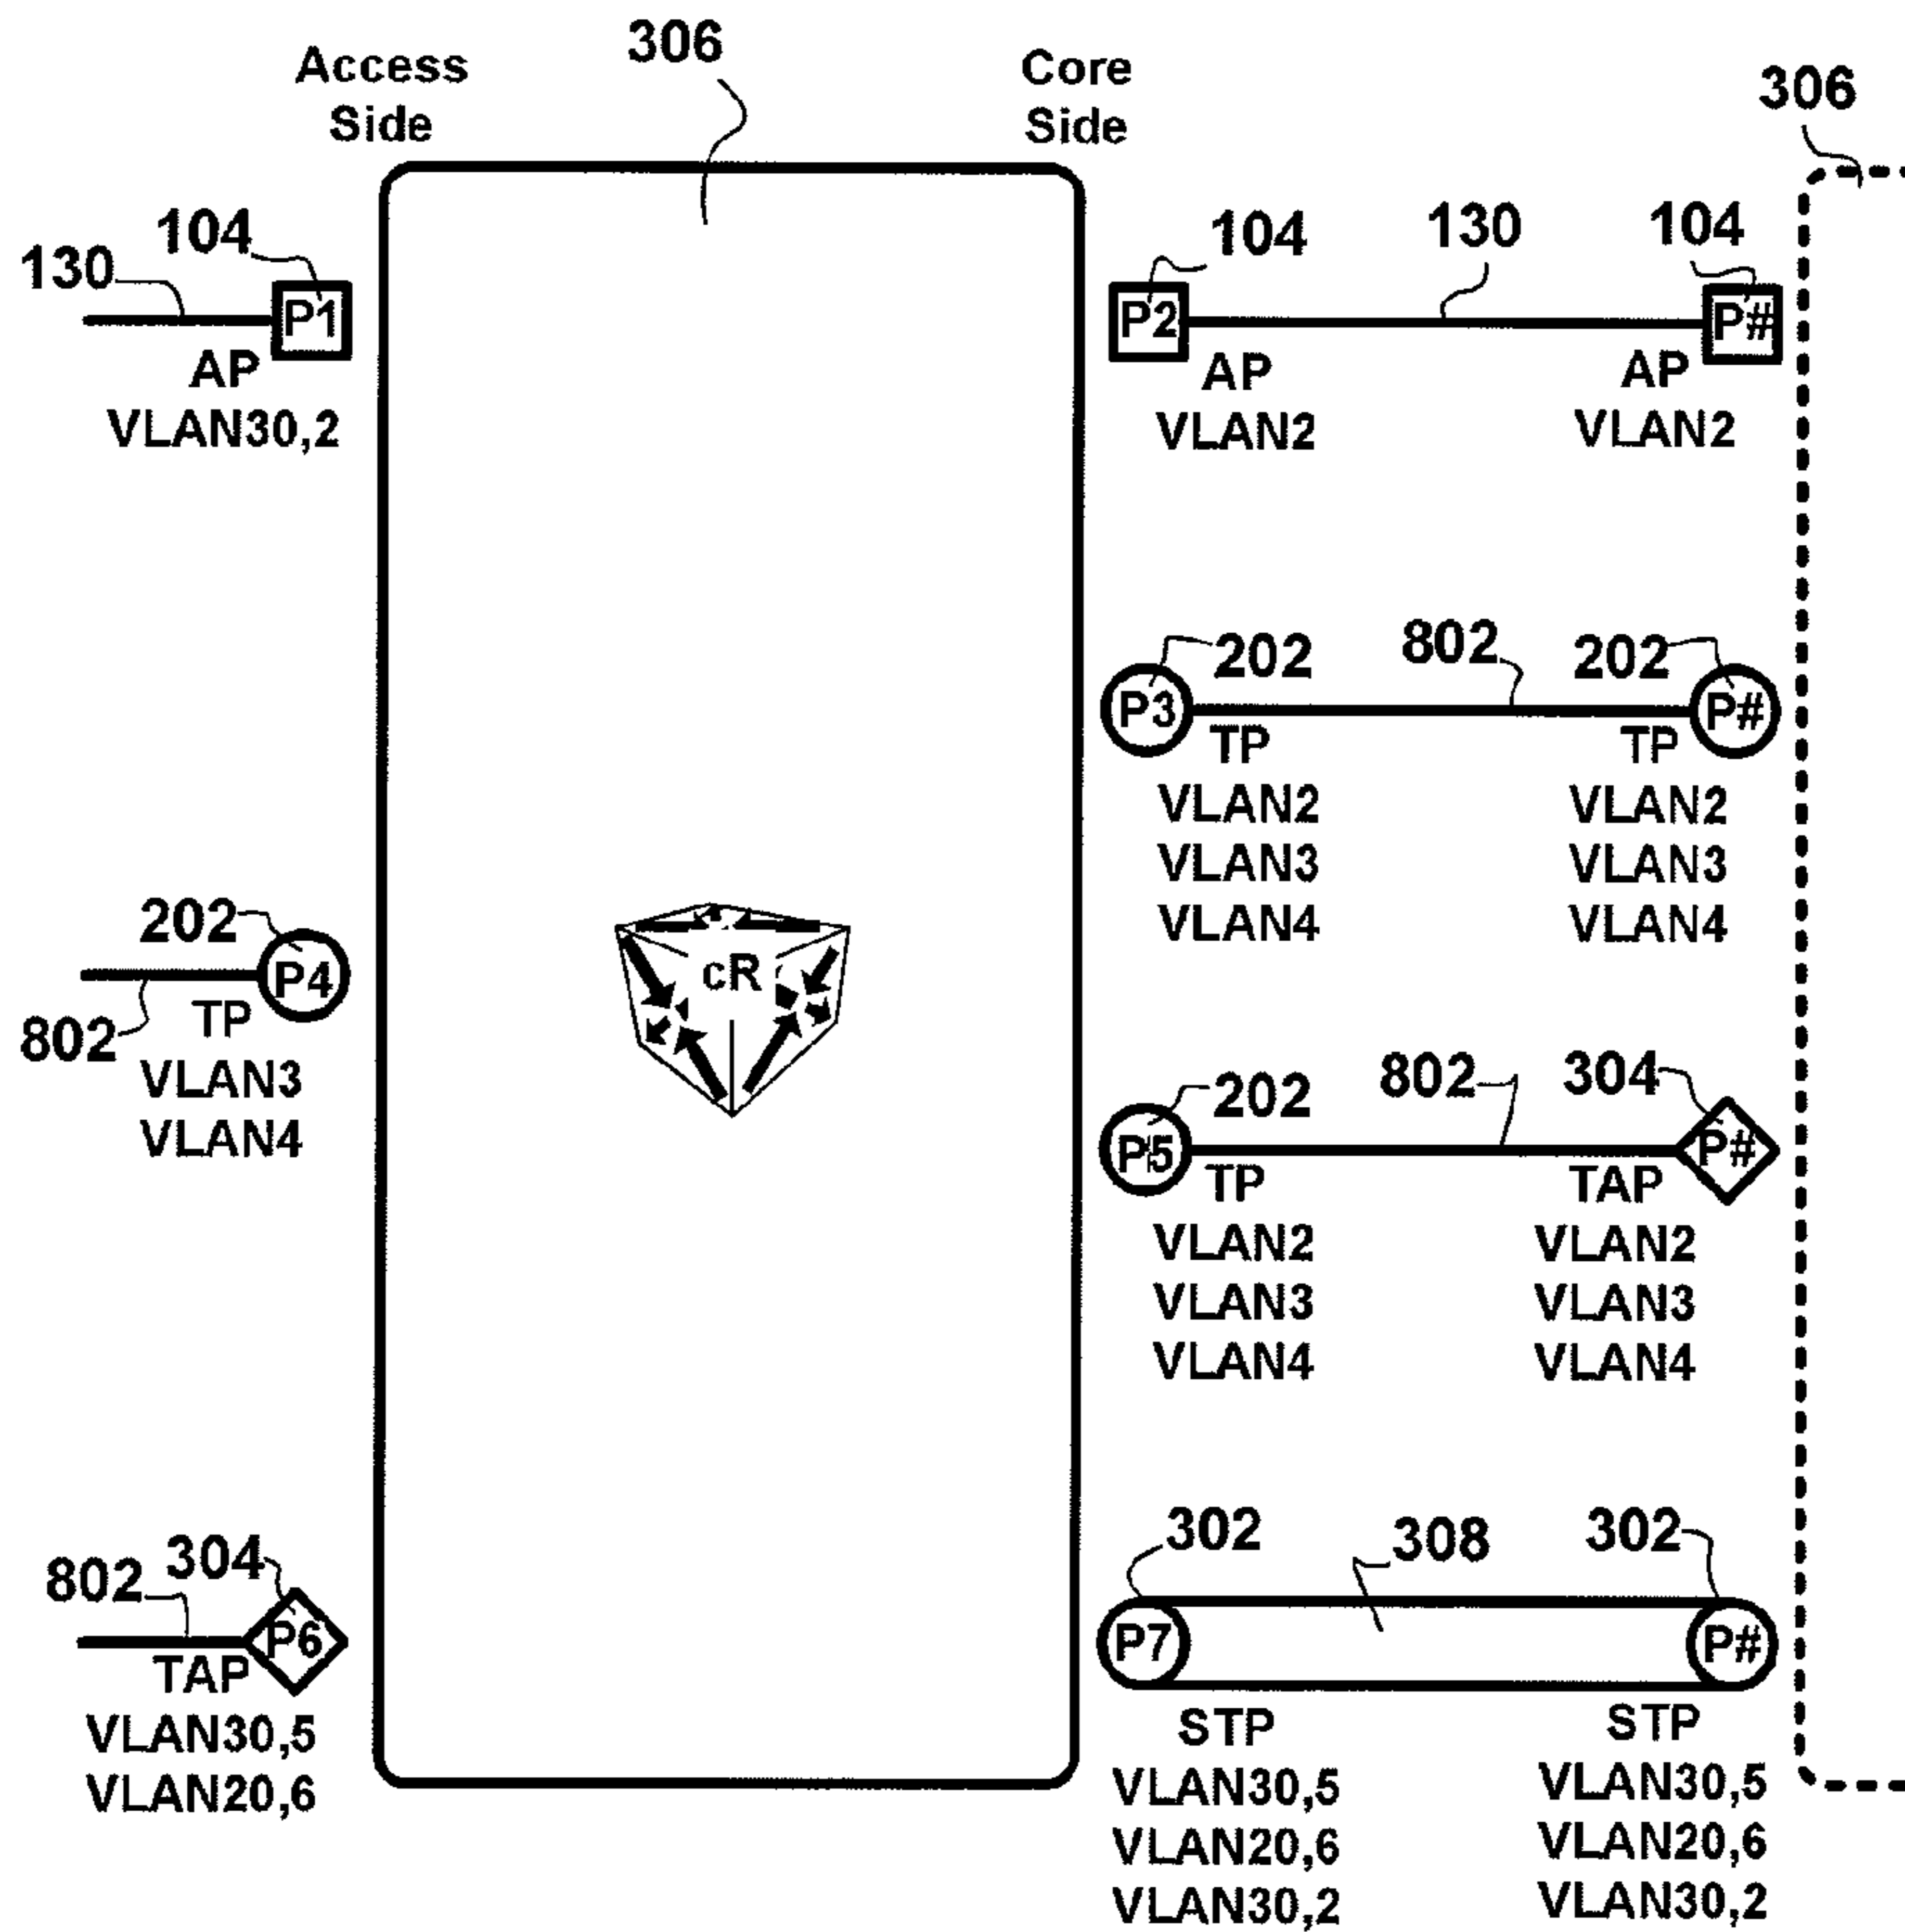 Access
Side
306
Core
Side
306
130
104
P1
AP
VLAN30,2
104
P2
AP
VLAN2
130
104
P#
AP
VLAN2
202
P3
TP
VLAN2
VLAN3
VLAN4
802
202
P#
TP
VLAN2
VLAN3
VLAN4
202
P4
802
TP
VLAN3
VLAN4
cR
202
P5
TP
VLAN2
VLAN3
VLAN4
802
304
P#
TAP
VLAN2
VLAN3
VLAN4
802
304
P6
TAP
VLAN30,5
VLAN20,6
302
P7
STP
VLAN30,5
VLAN20,6
VLAN30,2
308
302
P#
STP
VLAN30,5
VLAN20,6
VLAN30,2